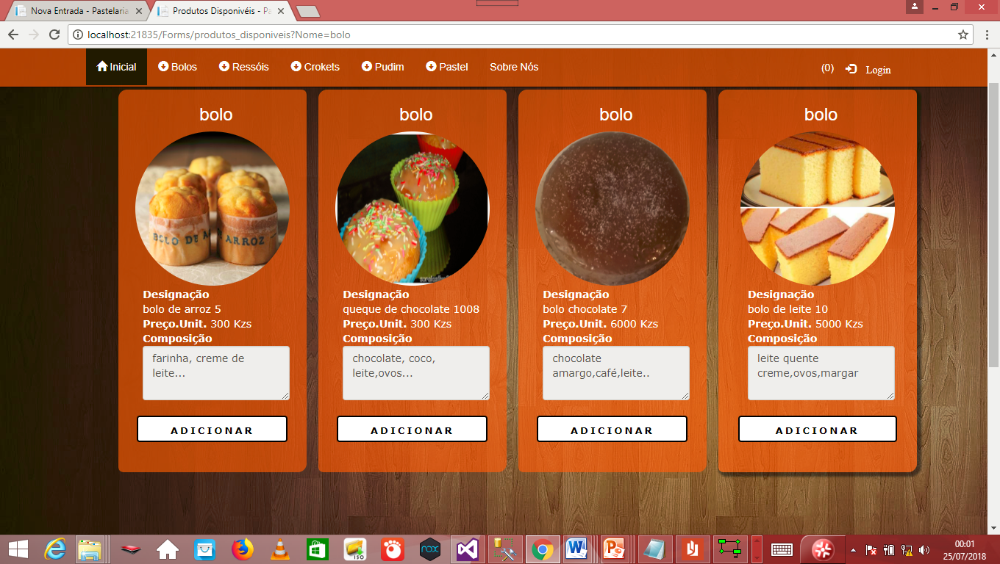 Nova Entrada - Pastelaria
Produtos Disponivéis - Pa
localhost:21835/Forms/produtos_disponiveis?Nome=bolo
Inicial Bolos Ressóis Crokets Pudim Pastel Sobre Nós (0) Login
bolo
BOLO DE A
E ARROZ
Designação
bolo de arroz 5
Preço.Unit. 300 Kzs
Composição
farinha, creme de
leite...
ADICIONAR
bolo
Designação
queque de chocolate 1008
Preço.Unit. 300 Kzs
Composição
chocolate, coco,
leite,ovos...
ADICIONAR
bolo
Designação
bolo chocolate 7
Preço.Unit. 6000 Kzs
Composição
chocolate
amargo,café,leite..
ADICIONAR
bolo
Designação
bolo de leite 10
Preço.Unit. 5000 Kzs
Composição
leite quente
creme,ovos,margar
ADICIONAR
ISO
nox
00:01
25/07/2018